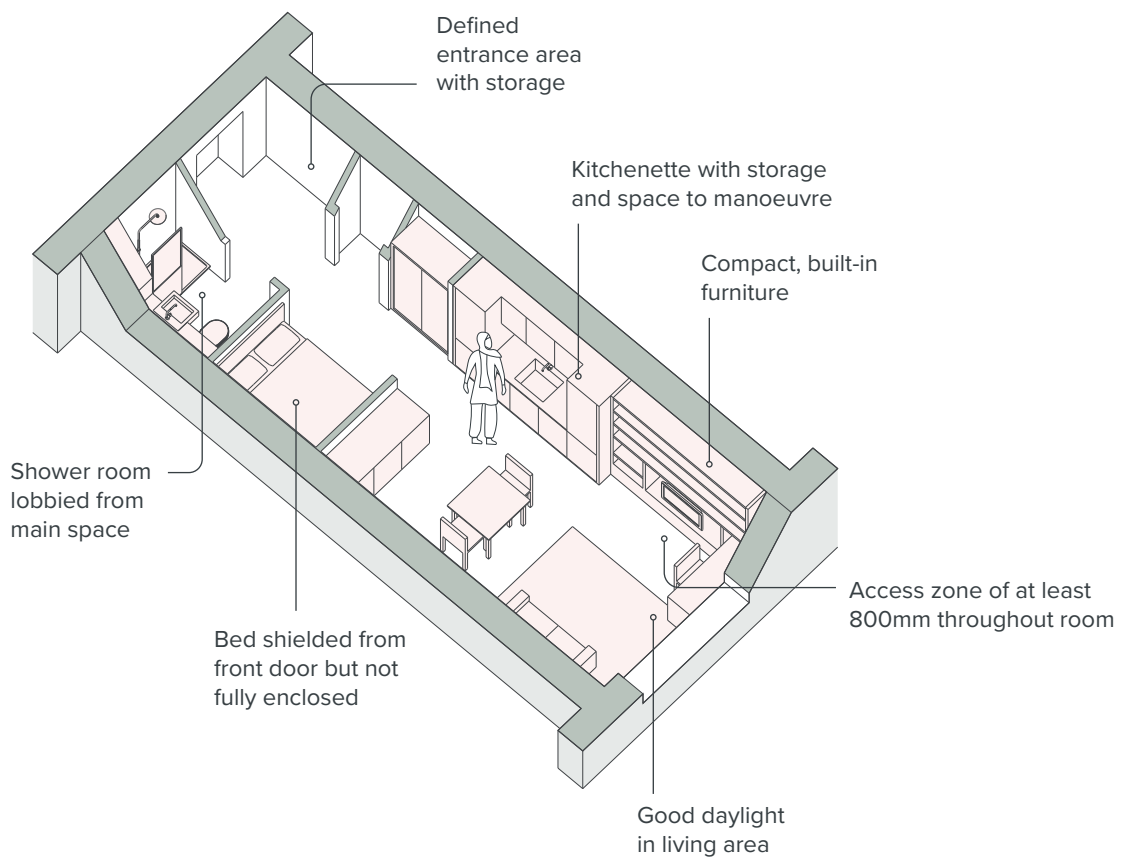 Defined
entrance area
with storage
Kitchenette with storage
and space to manoeuvre
Compact, built-in
furniture
Shower room
lobbied from
main space
Access zone of at least
800mm throughout room
Bed shielded from
front door but not
fully enclosed
Good daylight
in living area